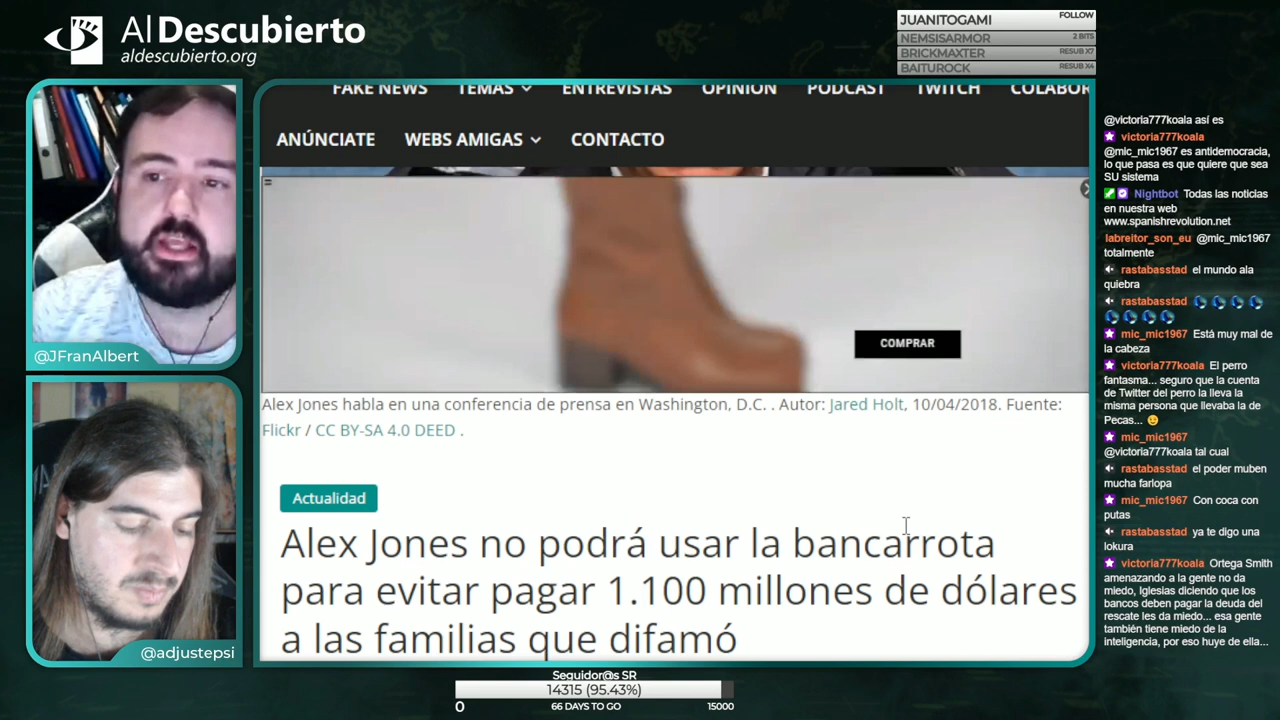 Al Descubierto
aldescubierto.org
JUANITOGAMI FOLLOW
NEMSISARMOR 2 BITS
BRICKMAXTER RESUB X7
BAITUROCK RESUB X4
FAKE NEWS TEMAS ENTREVISTAS OPINIÓN PODCAST TWITCH COLABOR
ANÚNCIATE WEBS AMIGAS CONTACTO
COMPRAR
Alex Jones habla en una conferencia de prensa en Washington, D.C. . Autor: Jared Holt, 10/04/2018. Fuente:
Flickr / CC BY-SA 4.0 DEED .
Actualidad
Alex Jones no podrá usar la bancarrota
para evitar pagar 1.100 millones de dólares
a las familias que difamó
@JFranAlbert
@adjustepsi
Seguidor@s SR
14315 (95.43%)
0 66 DAYS TO GO 15000
@victoria777koala así es
victoria777koala
@mic_mic1967 es antidemocracia,
lo que pasa es que quiere que sea
SU sistema
Nightbot Todas las noticias
en nuestra web
www.spanishrevolution.net
labreitor_son_eu @mic_mic1967
totalmente
rastabasstad el mundo ala
quiebra
rastabasstad
mic_mic1967 Está muy mal de
la cabeza
victoria777koala El perro
fantasma... seguro que la cuenta
de Twitter del perro la lleva la
misma persona que llevaba la de
Pecas...
mic_mic1967
@victoria777koala tal cual
rastabasstad el poder muben
mucha farlopa
mic_mic1967 Con coca con
putas
rastabasstad ya te digo una
lokura
victoria777koala Ortega Smith
amenazando a la gente no da
miedo, Iglesias diciendo que los
bancos deben pagar la deuda del
rescate les da miedo... esa gente
también tiene miedo de la
inteligencia, por eso huye de ella...